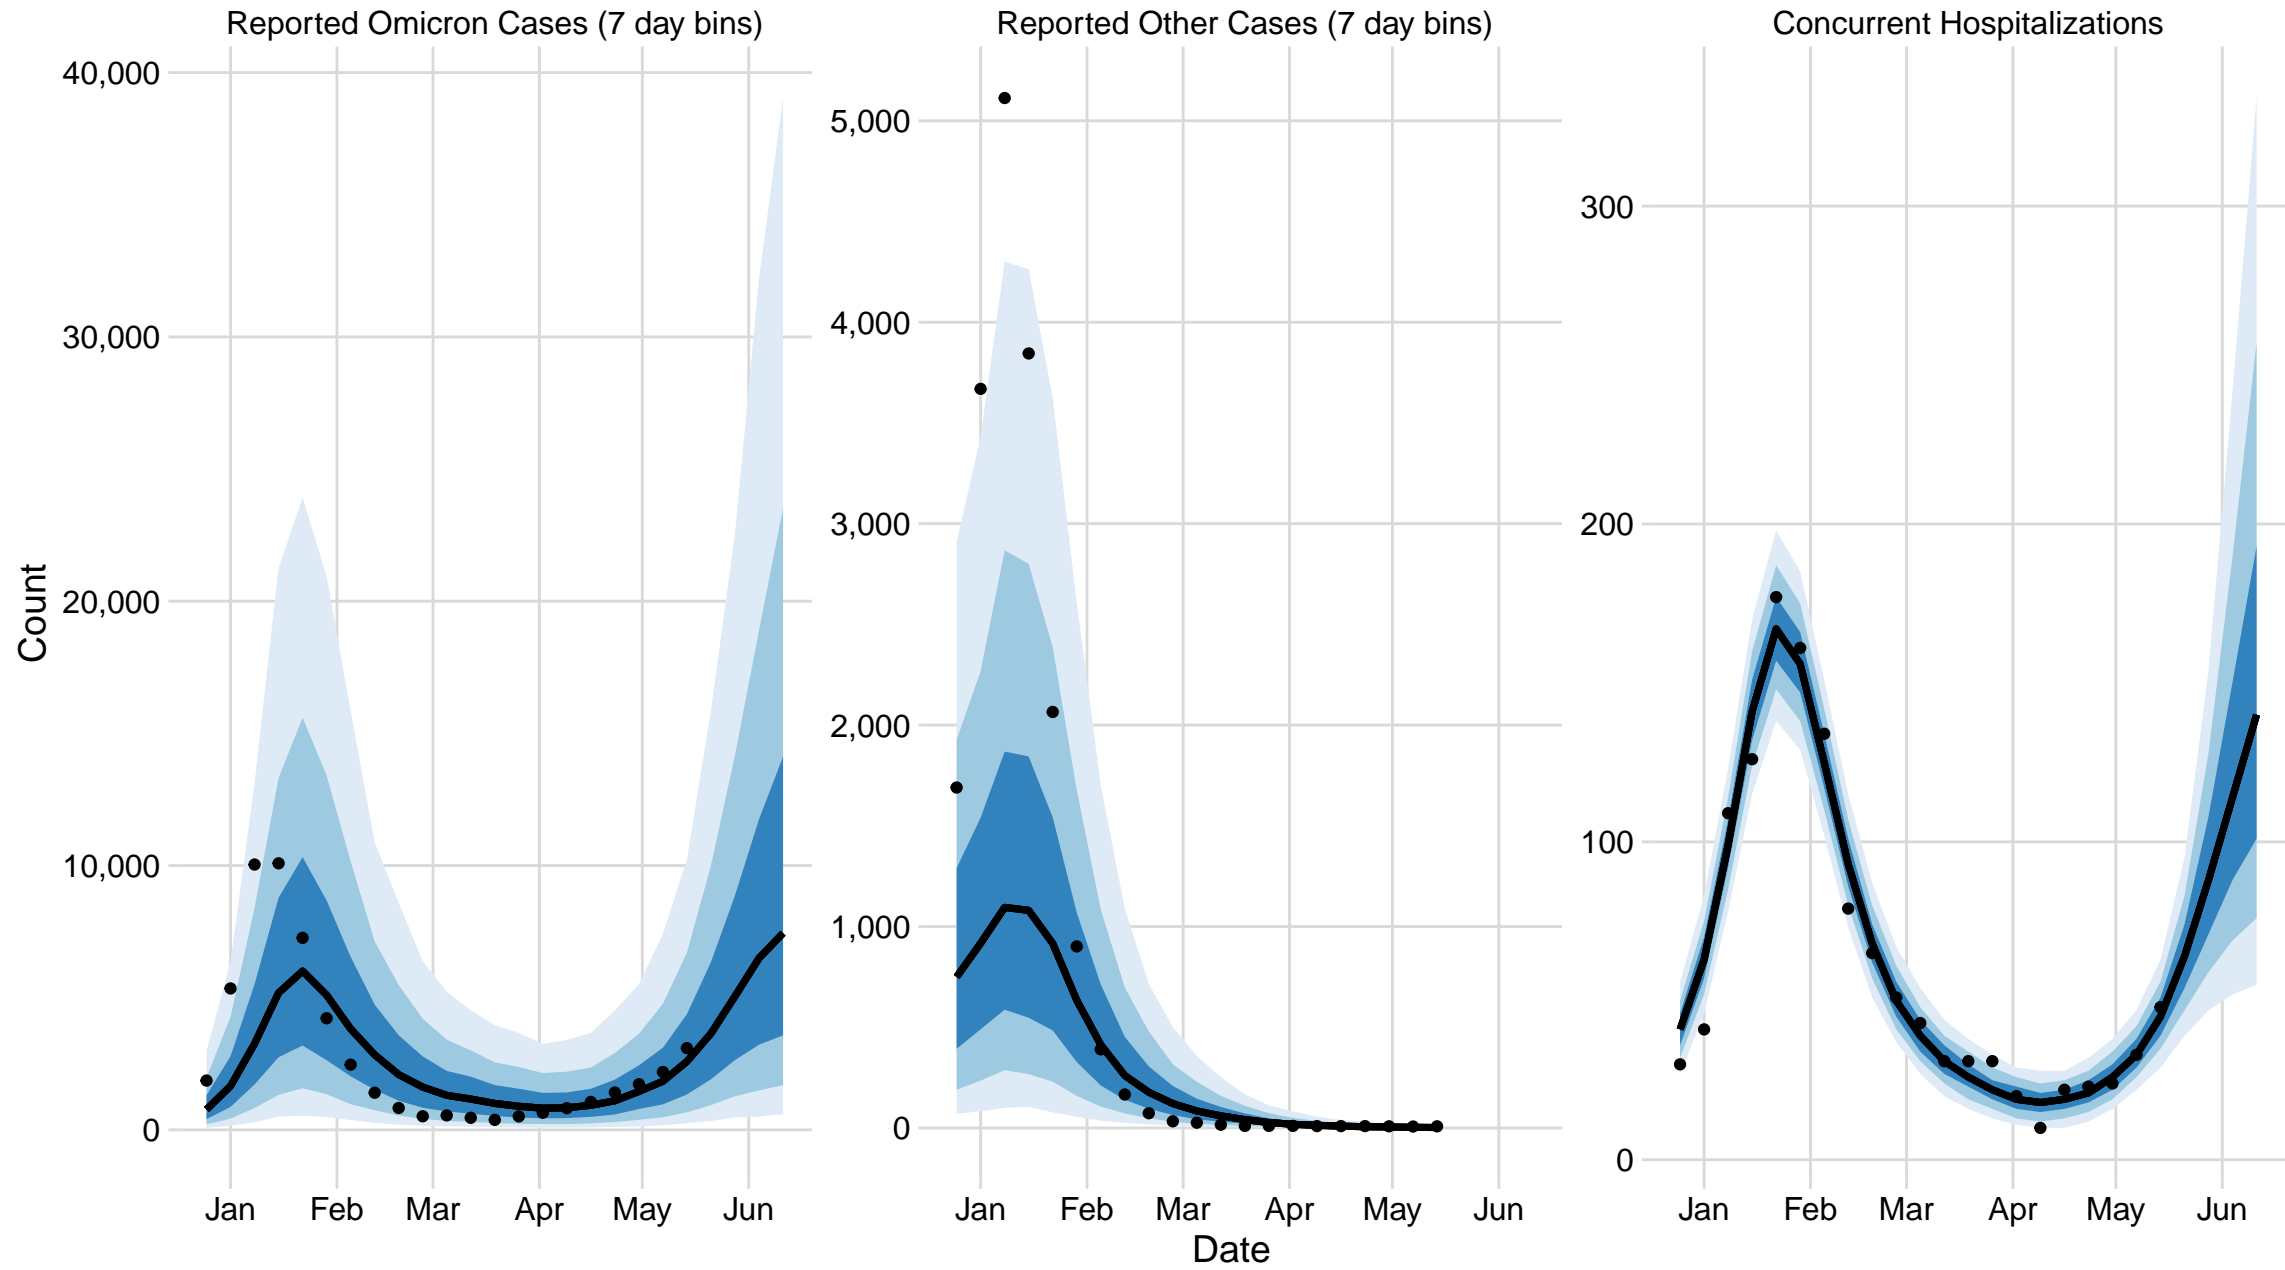 Reported Omicron Cases (7 day bins) Reported Other Cases (7 day bins) Concurrent Hospitalizations
Count
40,000
30,000
20,000
10,000
0
Jan Feb Mar Apr May Jun
5,000
4,000
3,000
2,000
1,000
0
Jan Feb Mar Apr May Jun
300
200
100
0
Jan Feb Mar Apr May Jun
Date